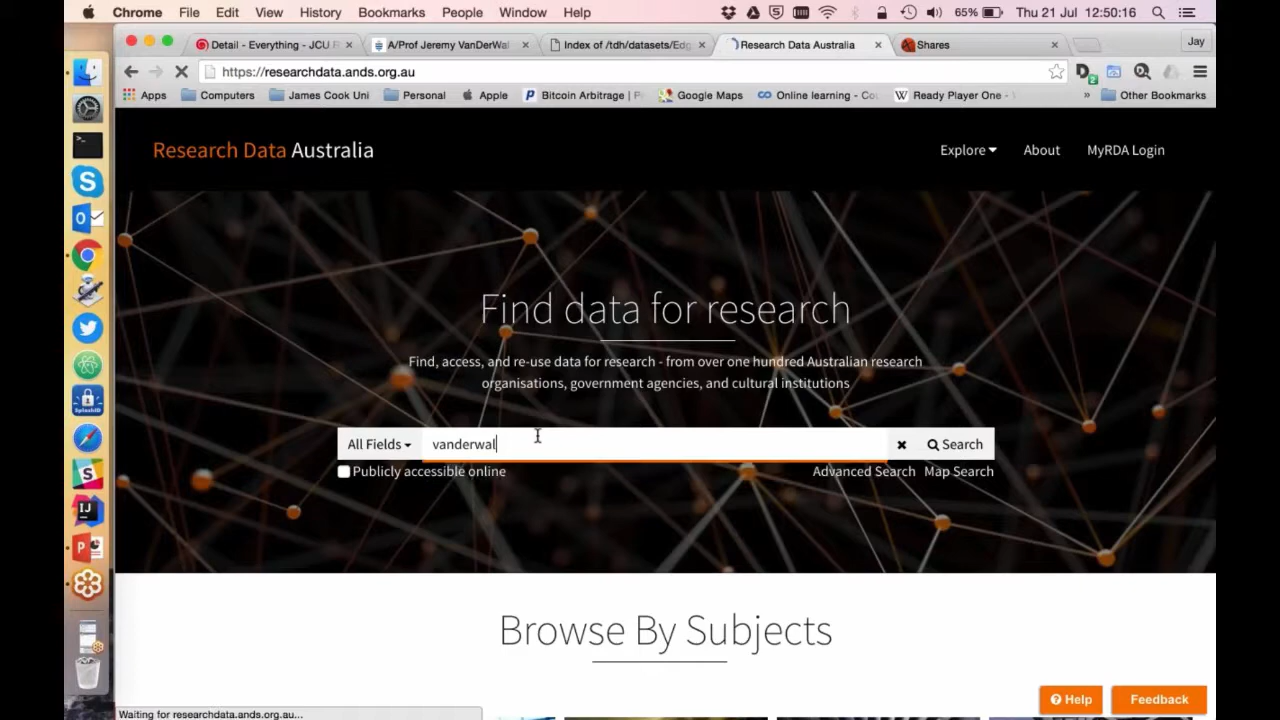 Chrome File Edit View History Bookmarks People Window Help 65% Thu 21 Jul 12:50:16
Detail - Everything - JCU
A/Prof Jeremy VanDerWal
Index of /tdh/datasets/Edg
Research Data Australia
Shares
Jay
https://researchdata.ands.org.au
Apps Computers James Cook Uni Personal Apple Bitcoin Arbitrage | Google Maps Online learning - Ready Player One - » Other Bookmarks
Research Data Australia
Explore About MyRDA Login
Find data for research
Find, access, and re-use data for research - from over one hundred Australian research
organisations, government agencies, and cultural institutions
All Fields vanderwal Search
Publicly accessible online Advanced Search Map Search
Browse By Subjects
Help Feedback
Waiting for researchdata.ands.org.au...
SplashID